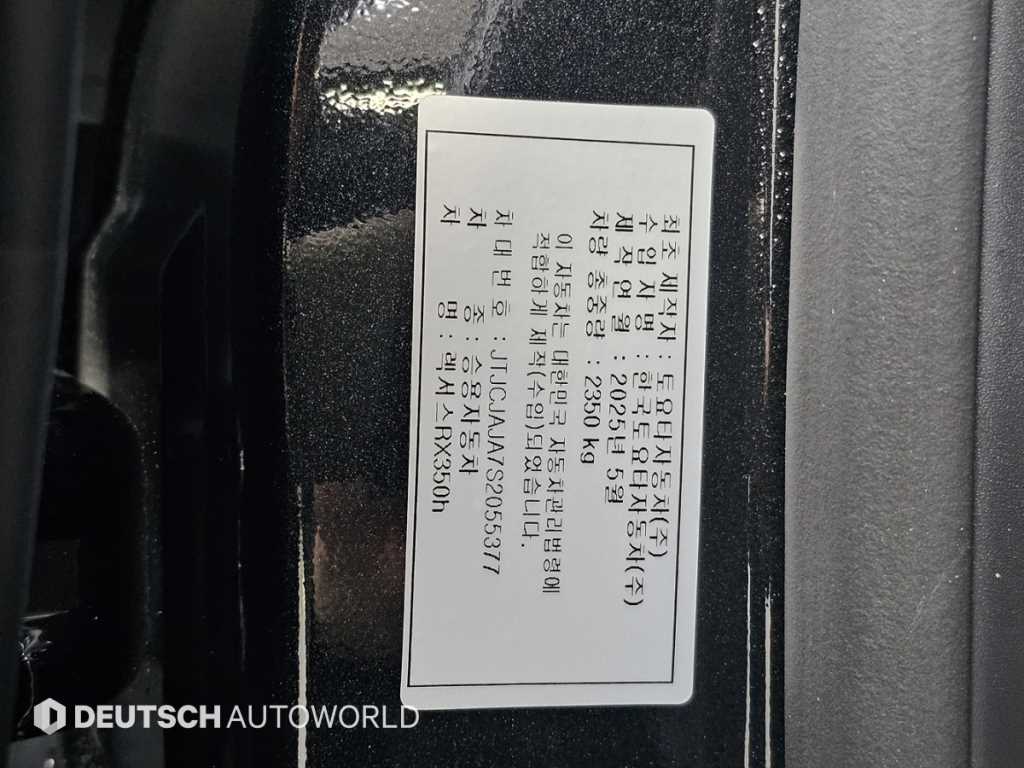 최초 제작자 : 토요타자동차(주)
수입자명 : 한국토요타자동차(주)
제작연월 : 2025년 5월
차량 총중량 : 2350 kg
이 자동차는 대한민국 자동차관리법령에
적합하게 제작(수입)되었습니다.
차대번호 : JTJCJAJA7S2055377
차종 : 승용자동차
차명 : 렉서스RX350h
DEUTSCH AUTOWORLD